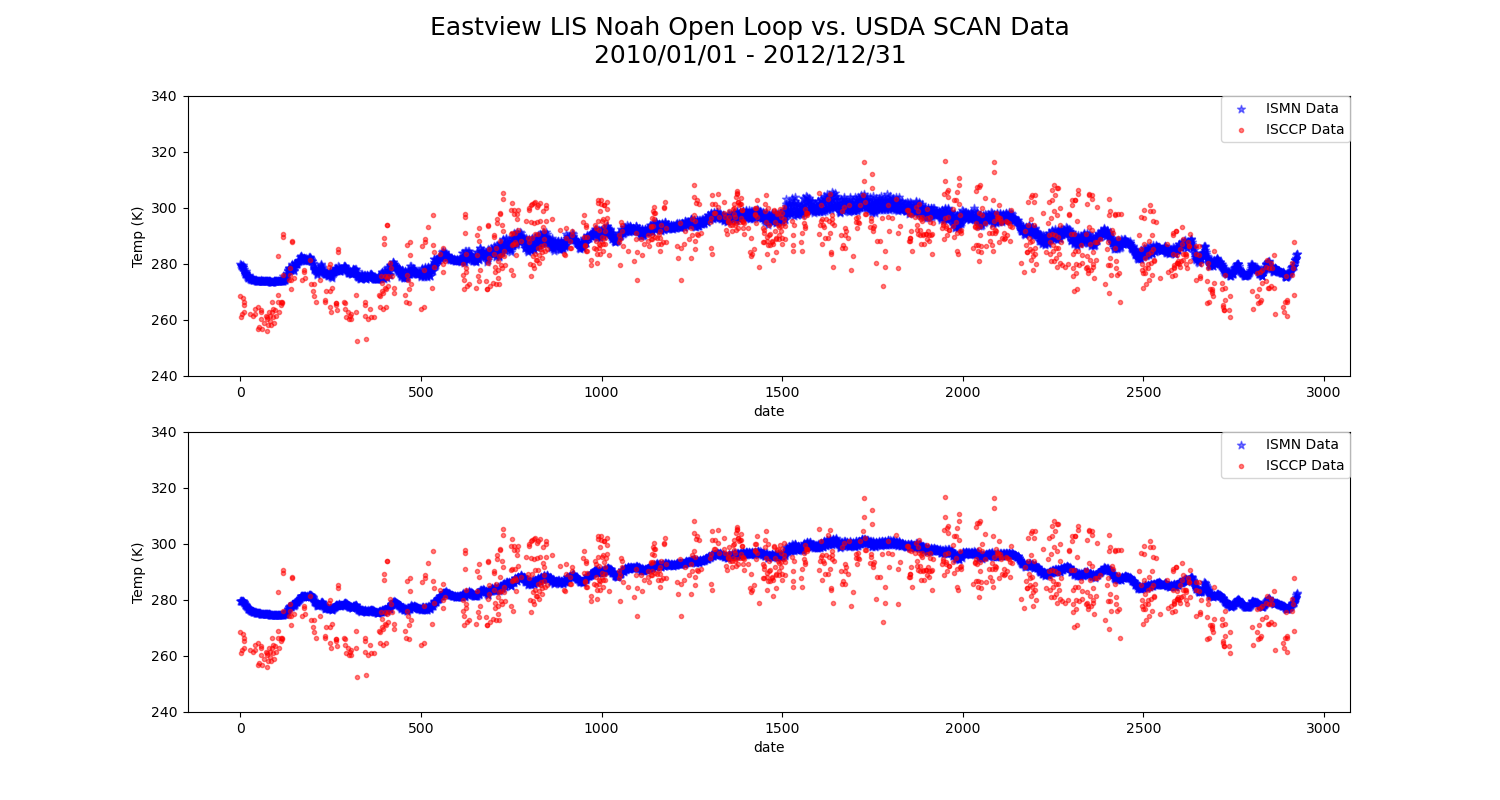 Eastview LIS Noah Open Loop vs. USDA SCAN Data
2010/01/01 - 2012/12/31
340
320
300
280
260
240
Temp (K)
ISMN Data
ISCCP Data
0 500 1000 1500 2000 2500 3000
date
340
320
300
280
260
240
Temp (K)
ISMN Data
ISCCP Data
0 500 1000 1500 2000 2500 3000
date